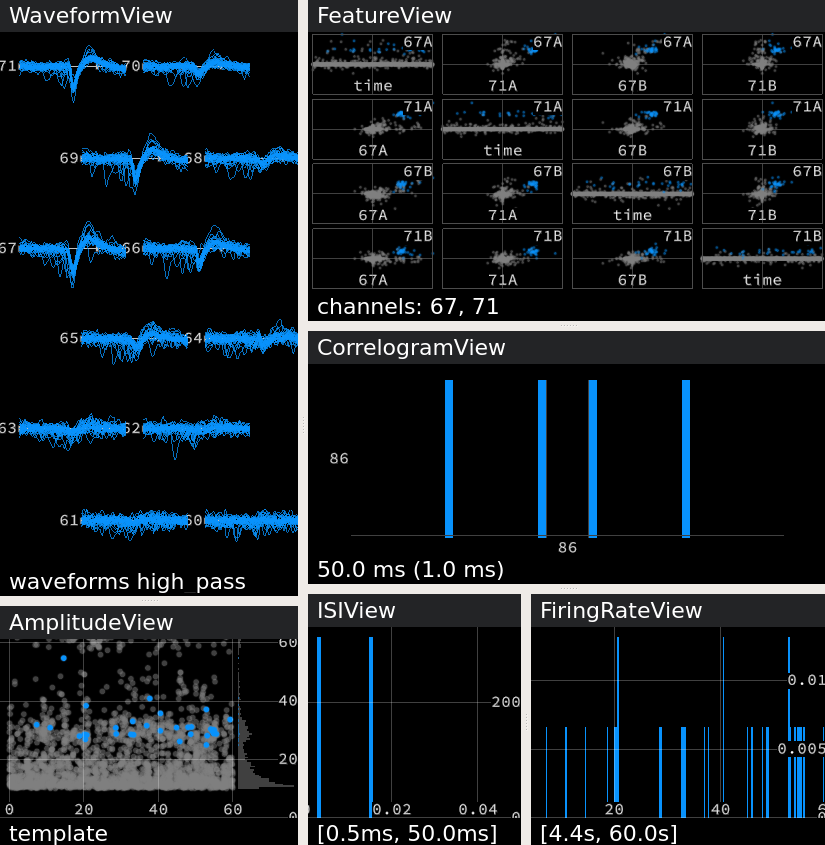 WaveformView
71 70
69 68
67 66
65 64
63 62
61 60
waveforms high_pass
AmplitudeView
60
40
20
0
0 20 40 60
template
FeatureView
67A 67A 67A 67A
time 71A 67B 71B
71A 71A 71A 71A
67A time 67B 71B
67B 67B 67B 67B
67A 71A time 71B
71B 71B 71B 71B
67A 71A 67B time
channels: 67, 71
CorrelogramView
86
86
50.0 ms (1.0 ms)
ISIView
200
0
0 0.02 0.04
[0.5ms, 50.0ms]
FiringRateView
0.01
0.005
20 40
[4.4s, 60.0s]